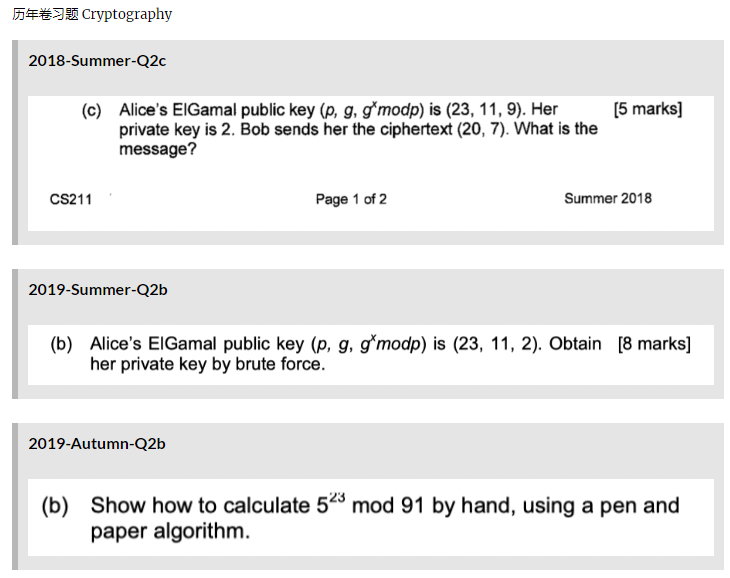 历年卷习题 Cryptography
2018-Summer-Q2c
(c) Alice's ElGamal public key (p, g, gˣmodp) is (23, 11, 9). Her [5 marks]
private key is 2. Bob sends her the ciphertext (20, 7). What is the
message?
CS211 Page 1 of 2 Summer 2018
2019-Summer-Q2b
(b) Alice's ElGamal public key (p, g, gˣmodp) is (23, 11, 2). Obtain [8 marks]
her private key by brute force.
2019-Autumn-Q2b
(b) Show how to calculate 5²³ mod 91 by hand, using a pen and
paper algorithm.